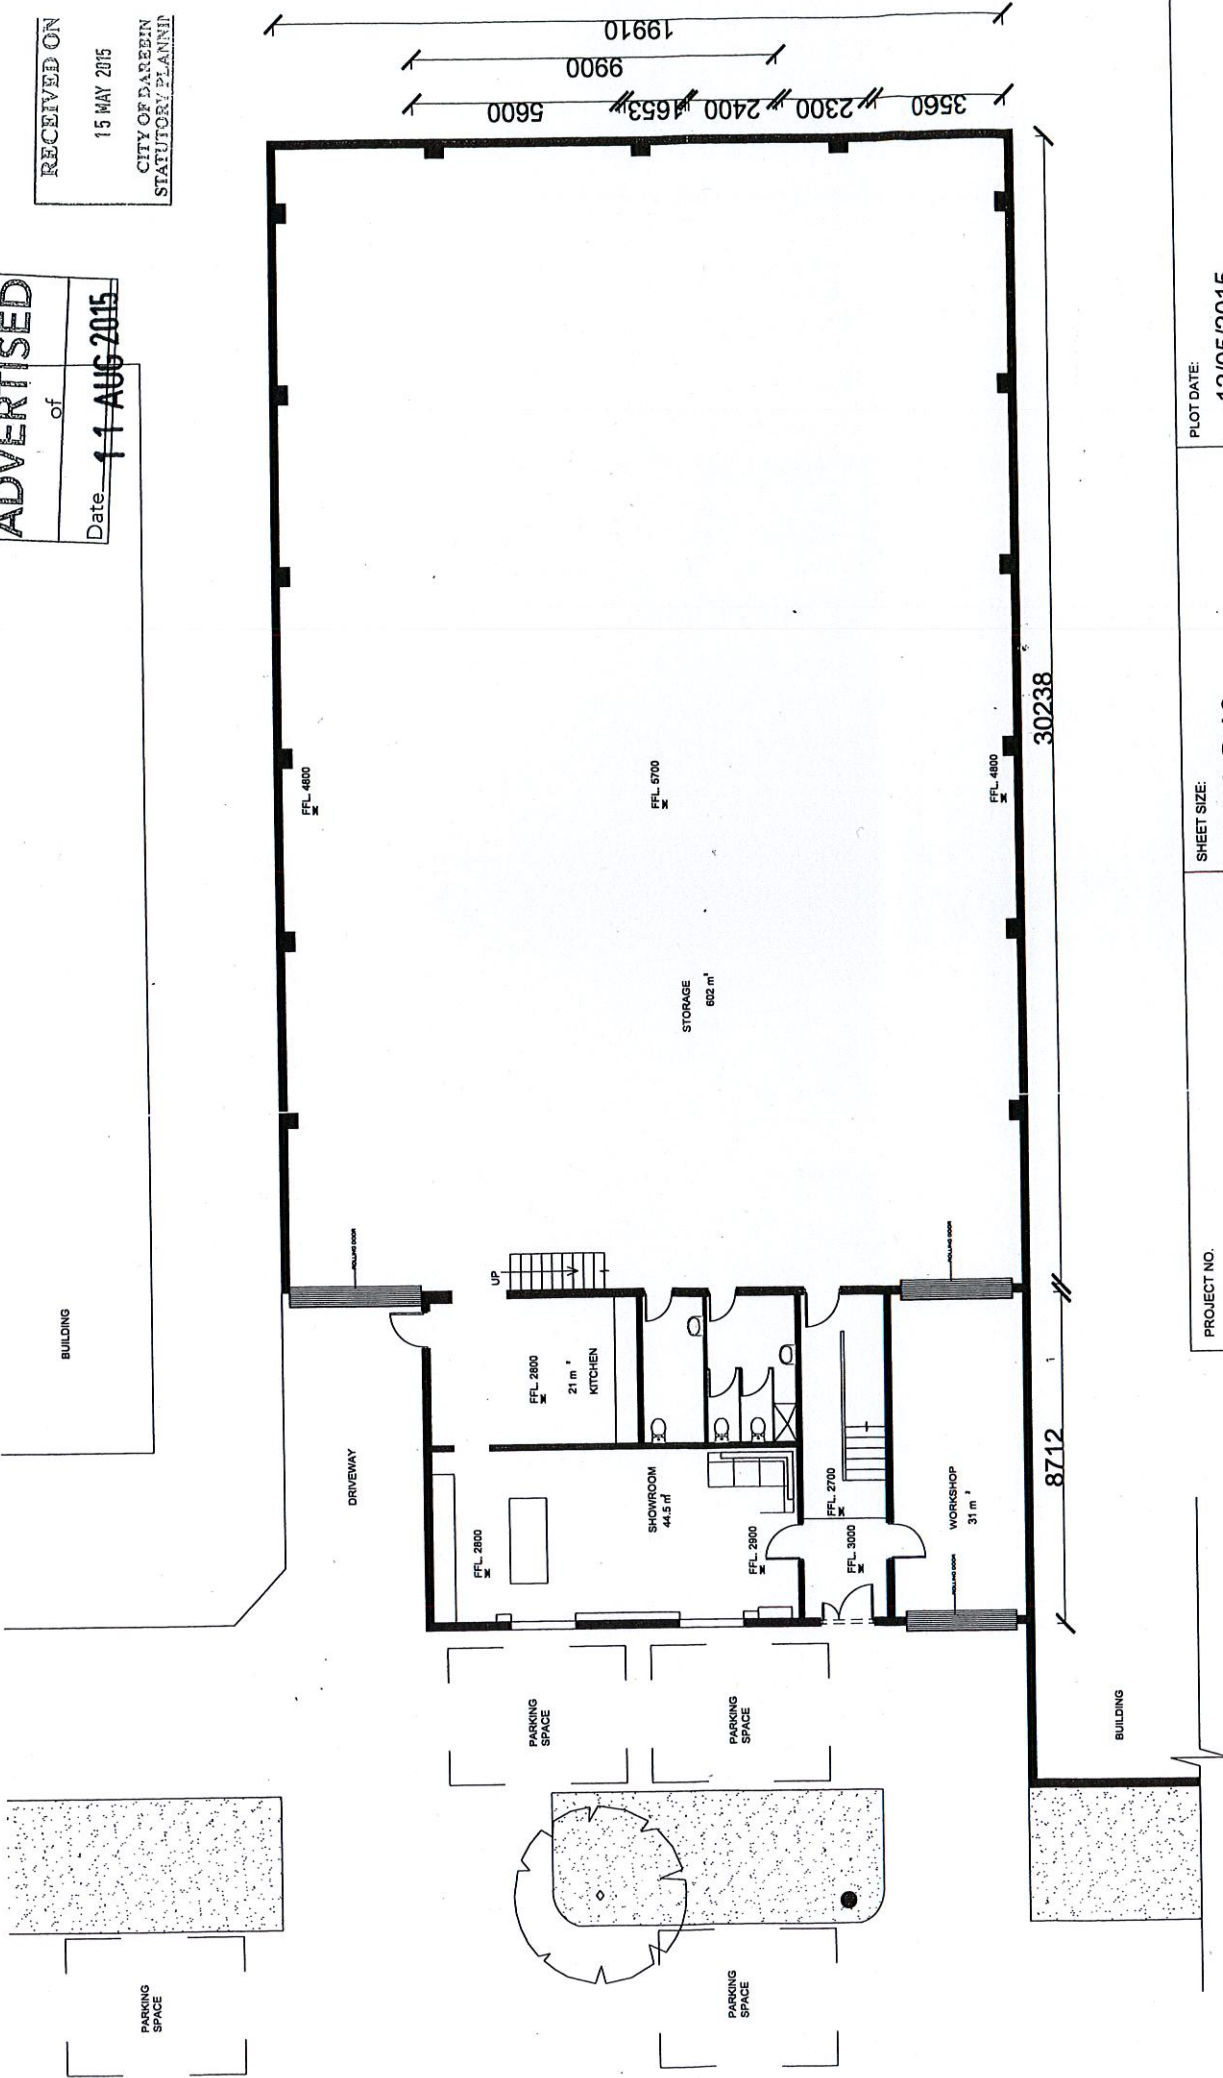 RECEIVED ON
15 MAY 2015
CITY OF DAREBIN
ADVERTISED
of
Date 11 AUG 2015
19910
9900
5600
1653
2400
2300
3560
BUILDING
FFL. 4800
FFL. 5700
FFL. 4800
30238
STORAGE
602 m²
ROLLING DOOR
UP
ROLLING DOOR
DRIVEWAY
FFL. 2800
21 m²
KITCHEN
SHOWROOM
44.5 m²
FFL. 2800
FFL. 2900
FFL. 2700
FFL. 3000
WORKSHOP
31 m²
ROLLING DOOR
8712
PARKING
SPACE
PARKING
SPACE
BUILDING
PARKING
SPACE
PARKING
SPACE
PROJECT NO.
SHEET SIZE:
PLOT DATE: